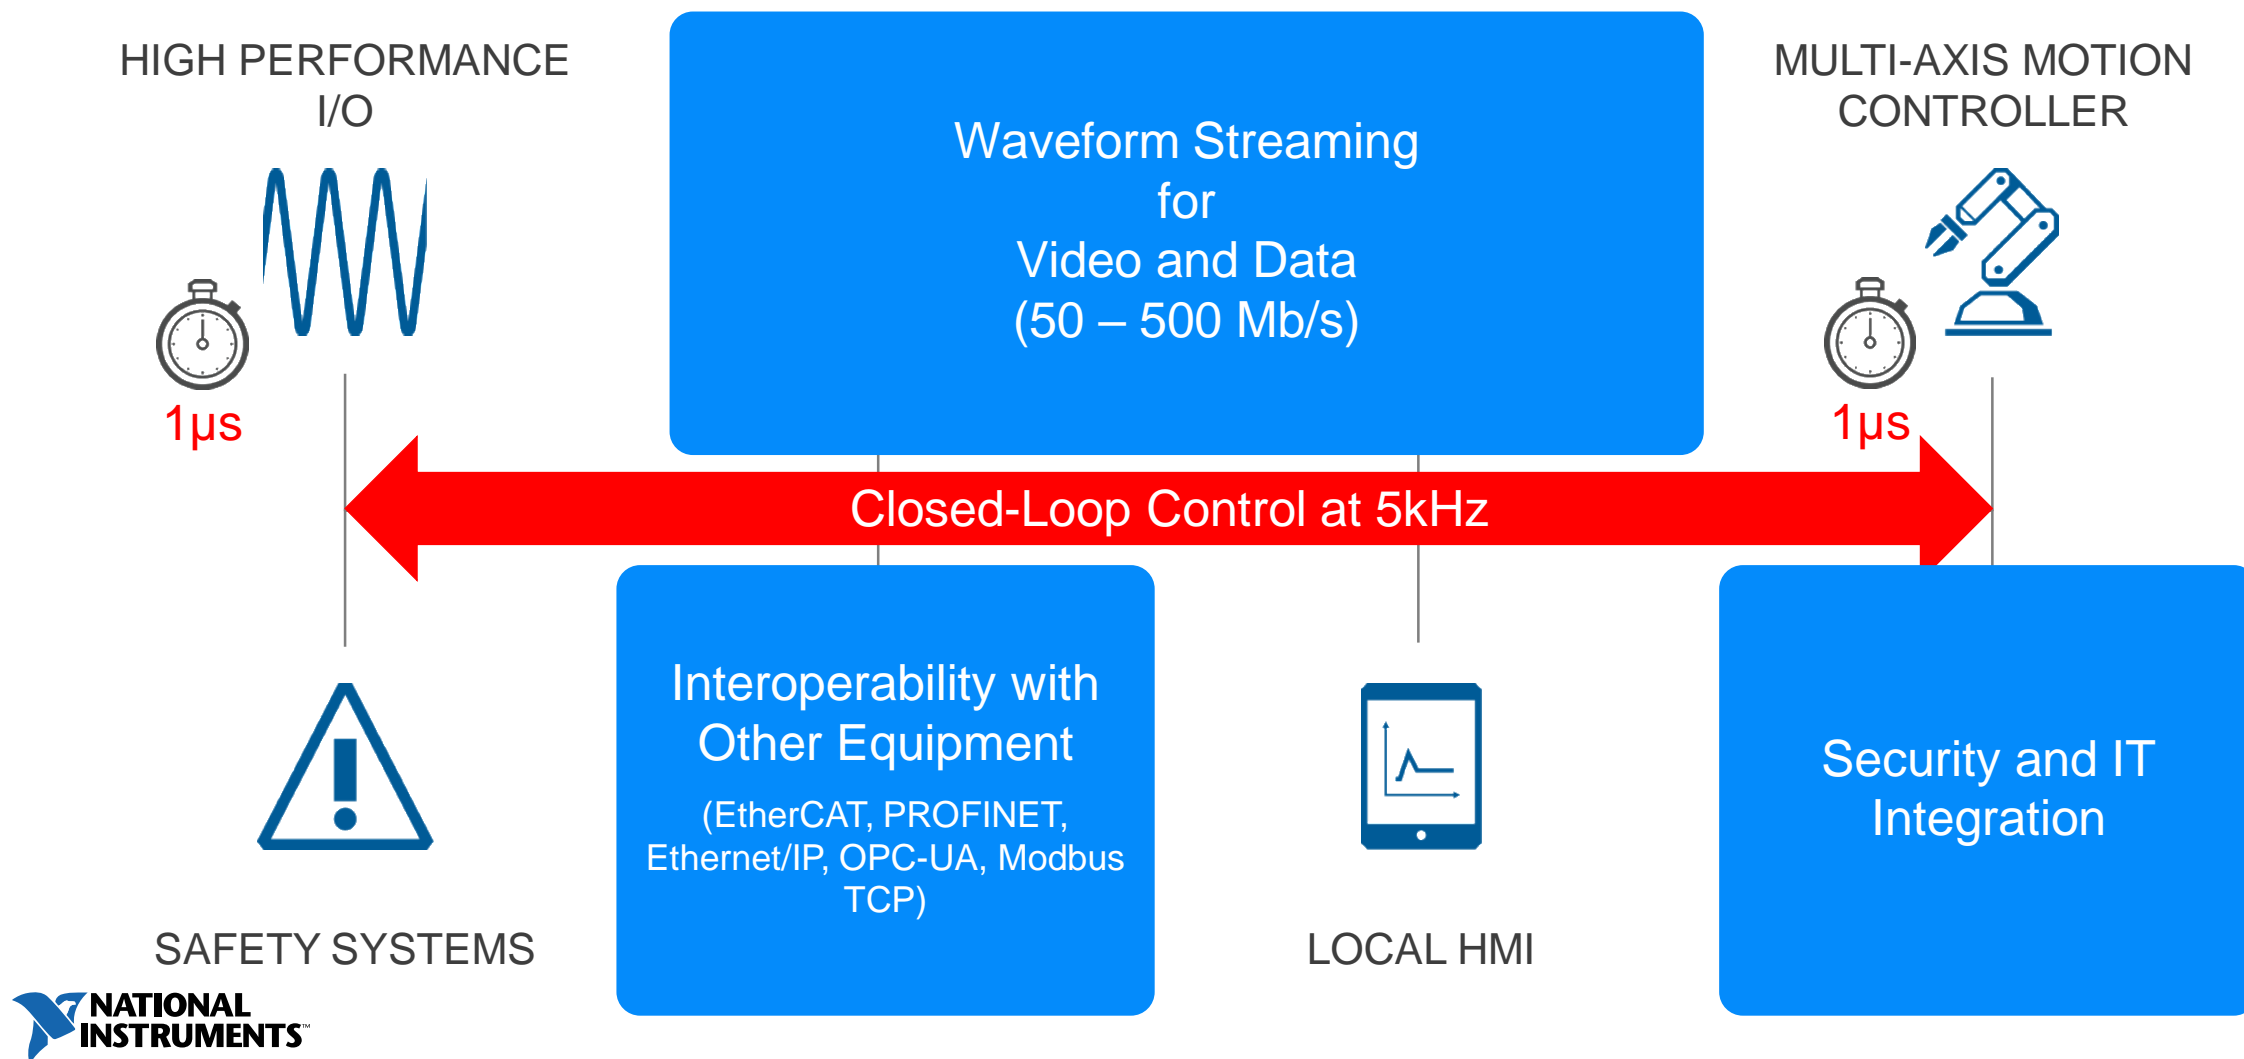 HIGH PERFORMANCE
I/O
1µs
Waveform Streaming
for
Video and Data
(50 – 500 Mb/s)
MULTI-AXIS MOTION
CONTROLLER
1µs
Closed-Loop Control at 5kHz
SAFETY SYSTEMS
Interoperability with
Other Equipment
(EtherCAT, PROFINET,
Ethernet/IP, OPC-UA, Modbus
TCP)
LOCAL HMI
Security and IT
Integration
NATIONAL
INSTRUMENTS™